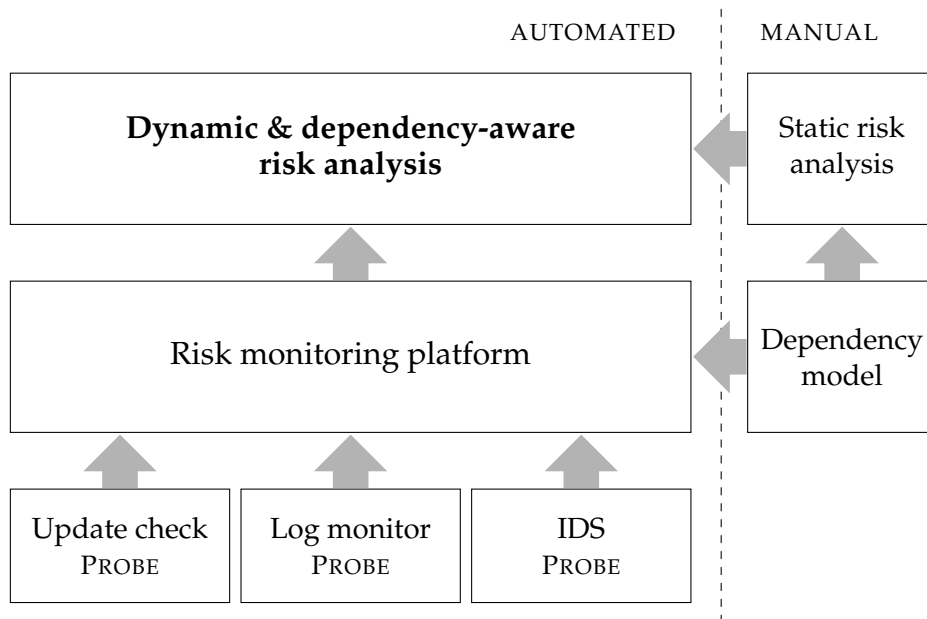 AUTOMATED
MANUAL
Dynamic & dependency-aware
risk analysis
Static risk
analysis
Risk monitoring platform
Dependency
model
Update check
PROBE
Log monitor
PROBE
IDS
PROBE